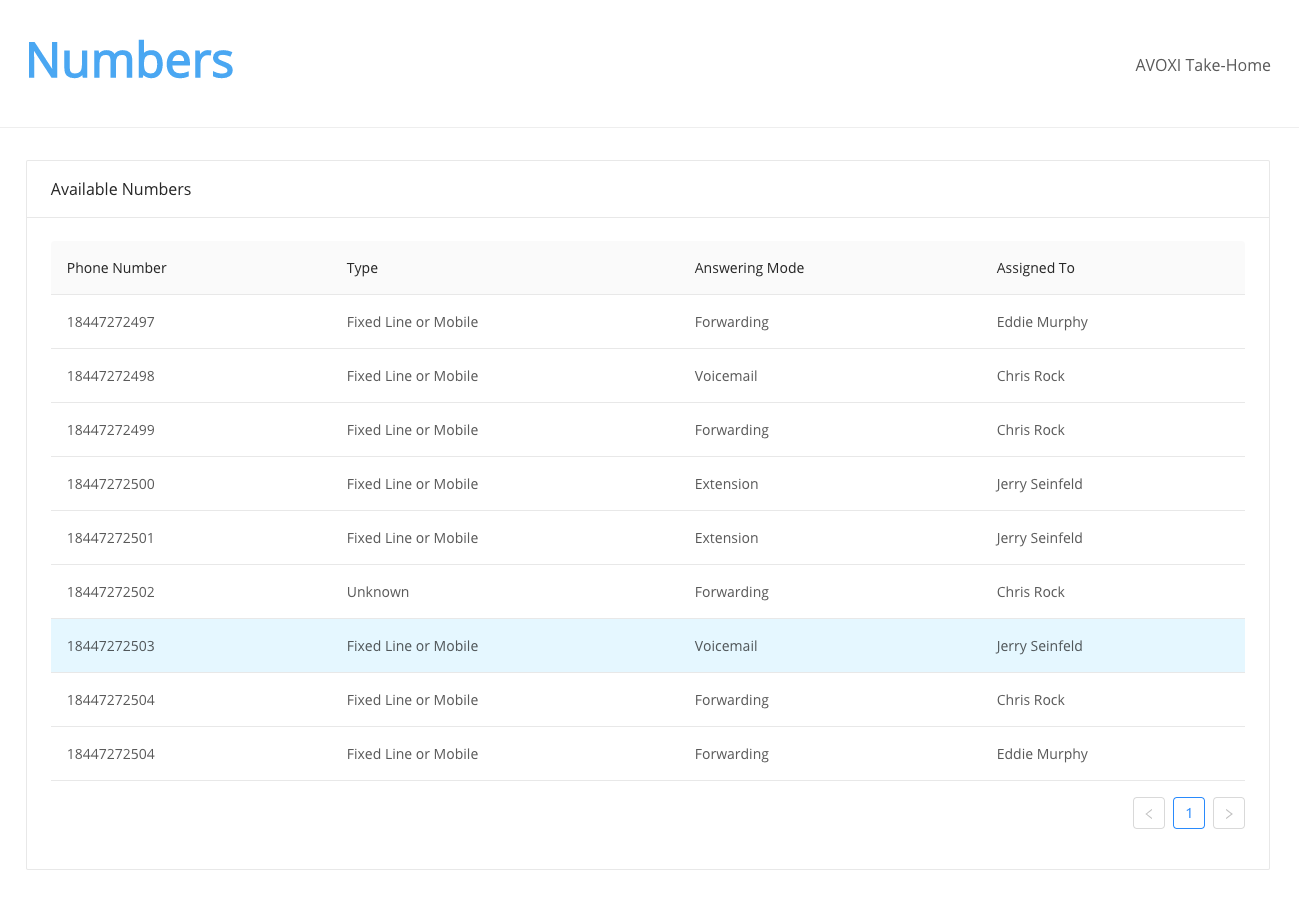 Numbers
AVOXI Take-Home
Available Numbers
Phone Number Type Answering Mode Assigned To
18447272497 Fixed Line or Mobile Forwarding Eddie Murphy
18447272498 Fixed Line or Mobile Voicemail Chris Rock
18447272499 Fixed Line or Mobile Forwarding Chris Rock
18447272500 Fixed Line or Mobile Extension Jerry Seinfeld
18447272501 Fixed Line or Mobile Extension Jerry Seinfeld
18447272502 Unknown Forwarding Chris Rock
18447272503 Fixed Line or Mobile Voicemail Jerry Seinfeld
18447272504 Fixed Line or Mobile Forwarding Chris Rock
18447272504 Fixed Line or Mobile Forwarding Eddie Murphy
< 1 >